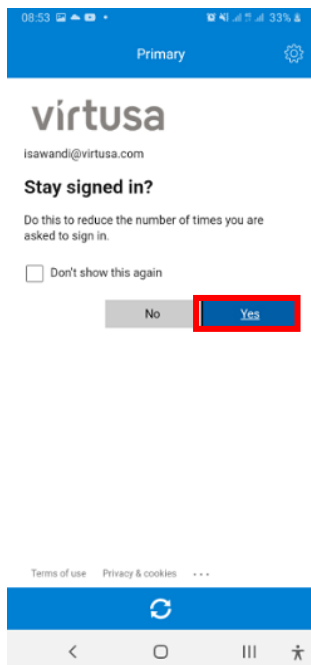 08:53 33%
Primary
vírtusa
isawandi@virtusa.com
Stay signed in?
Do this to reduce the number of times you are
asked to sign in.
Don't show this again
No Yes
Terms of use Privacy & cookies ...